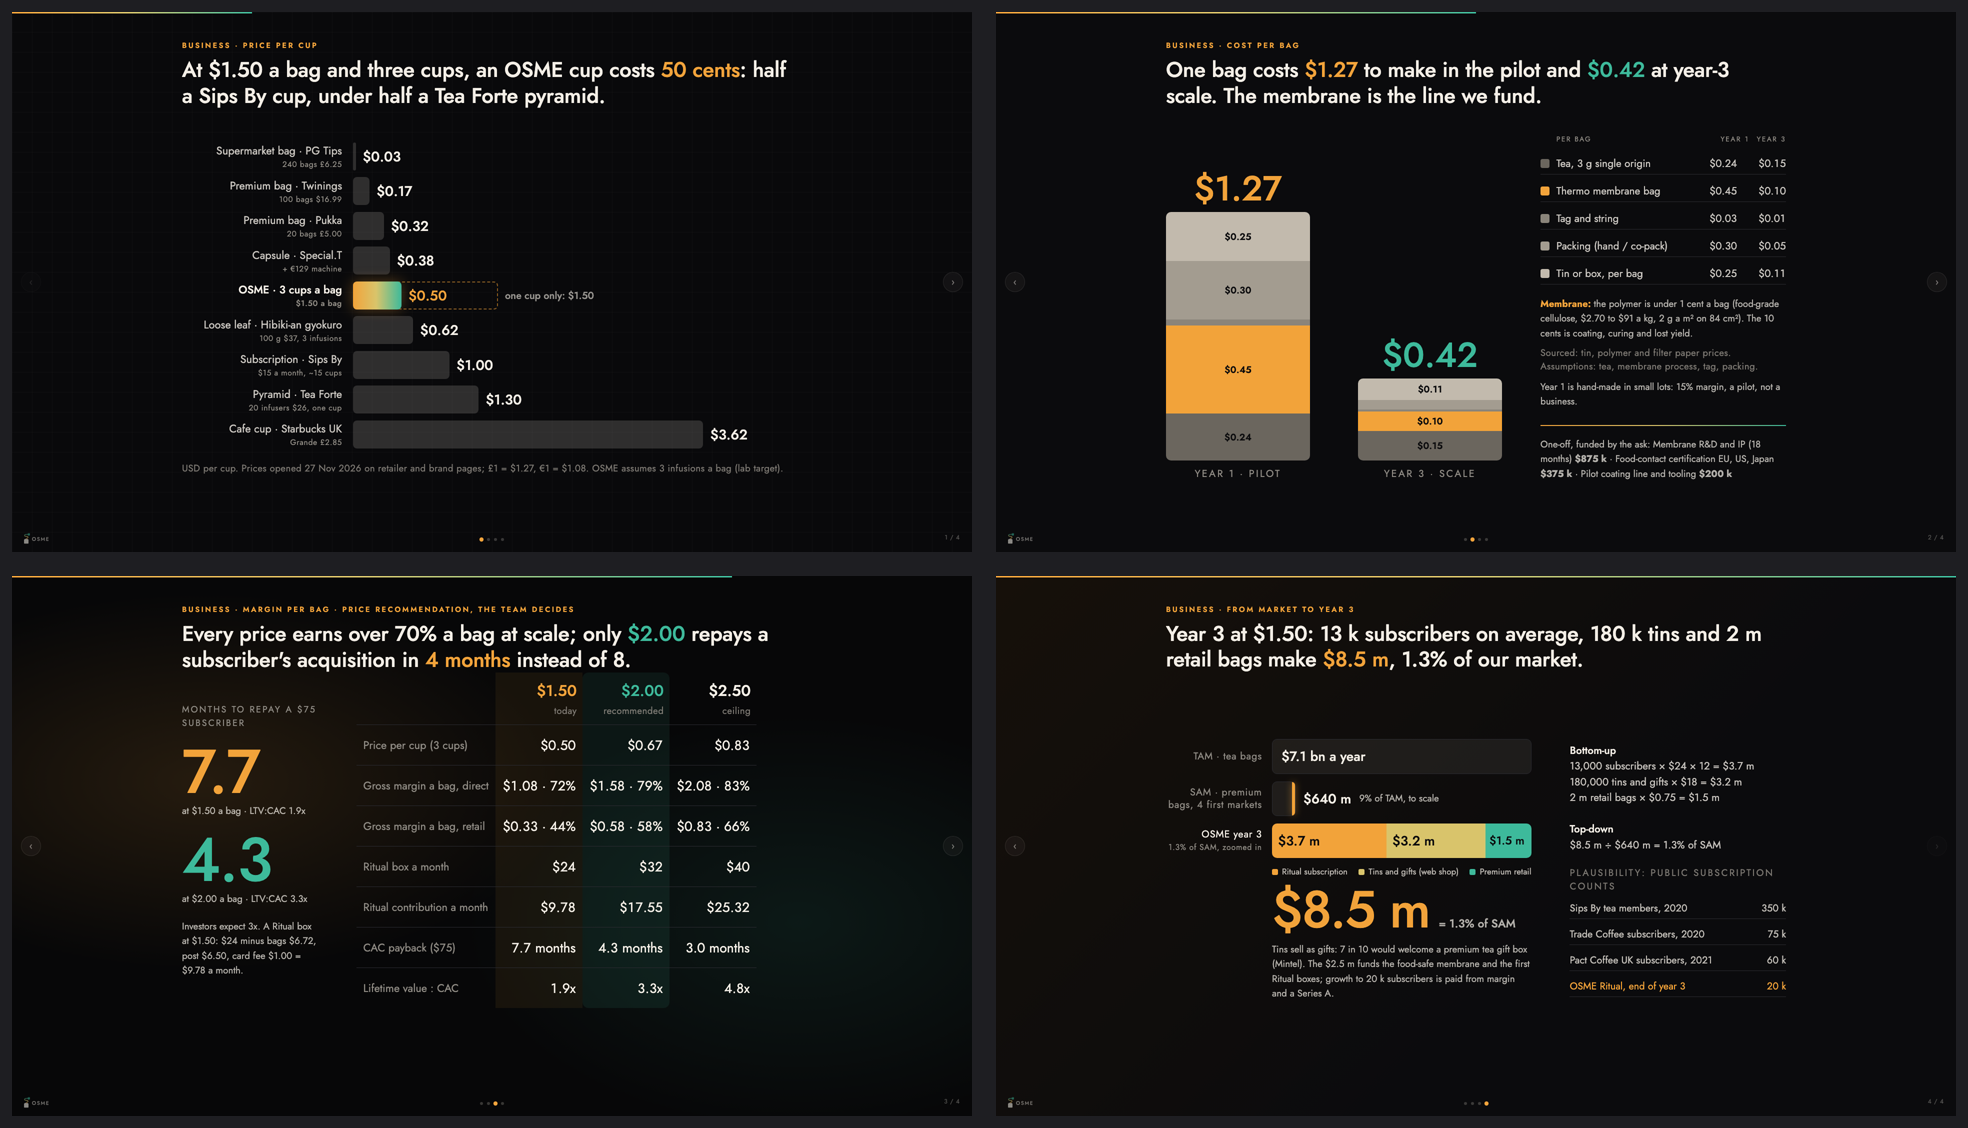 BUSINESS · PRICE PER CUP
At $1.50 a bag and three cups, an OSME cup costs 50 cents: half
a Sips By cup, under half a Tea Forte pyramid.
Supermarket bag · PG Tips
240 bags £6.25
$0.03
Premium bag · Twinings
100 bags $16.99
$0.17
Premium bag · Pukka
20 bags £5.00
$0.32
Capsule · Special.T
+ €129 machine
$0.38
OSME · 3 cups a bag
$1.50 a bag
$0.50
one cup only: $1.50
Loose leaf · Hibiki-an gyokuro
100 g $37, 3 infusions
$0.62
Subscription · Sips By
$15 a month, ~15 cups
$1.00
Pyramid · Tea Forte
20 infusers $26, one cup
$1.30
Cafe cup · Starbucks UK
Grande £2.85
$3.62
USD per cup. Prices opened 27 Nov 2026 on retailer and brand pages; £1 = $1.27, €1 = $1.08. OSME assumes 3 infusions a bag (lab target).
OSME
1 / 4
BUSINESS · COST PER BAG
One bag costs $1.27 to make in the pilot and $0.42 at year-3
scale. The membrane is the line we fund.
$1.27
$0.25
$0.30
$0.45
$0.24
YEAR 1 · PILOT
$0.42
$0.11
$0.10
$0.15
YEAR 3 · SCALE
PER BAG YEAR 1 YEAR 3
Tea, 3 g single origin $0.24 $0.15
Thermo membrane bag $0.45 $0.10
Tag and string $0.03 $0.01
Packing (hand / co-pack) $0.30 $0.05
Tin or box, per bag $0.25 $0.11
Membrane: the polymer is under 1 cent a bag (food-grade
cellulose, $2.70 to $91 a kg, 2 g a m² on 84 cm²). The 10
cents is coating, curing and lost yield.
Sourced: tin, polymer and filter paper prices.
Assumptions: tea, membrane process, tag, packing.
Year 1 is hand-made in small lots: 15% margin, a pilot, not a
business.
One-off, funded by the ask: Membrane R&D and IP (18
months) $875 k · Food-contact certification EU, US, Japan
$375 k · Pilot coating line and tooling $200 k
OSME
2 / 4
BUSINESS · MARGIN PER BAG · PRICE RECOMMENDATION, THE TEAM DECIDES
Every price earns over 70% a bag at scale; only $2.00 repays a
subscriber's acquisition in 4 months instead of 8.
MONTHS TO REPAY A $75
SUBSCRIBER
7.7
at $1.50 a bag · LTV:CAC 1.9x
4.3
at $2.00 a bag · LTV:CAC 3.3x
Investors expect 3x. A Ritual box
at $1.50: $24 minus bags $6.72,
post $6.50, card fee $1.00 =
$9.78 a month.
$1.50 $2.00 $2.50
today recommended ceiling
Price per cup (3 cups) $0.50 $0.67 $0.83
Gross margin a bag, direct $1.08 · 72% $1.58 · 79% $2.08 · 83%
Gross margin a bag, retail $0.33 · 44% $0.58 · 58% $0.83 · 66%
Ritual box a month $24 $32 $40
Ritual contribution a month $9.78 $17.55 $25.32
CAC payback ($75) 7.7 months 4.3 months 3.0 months
Lifetime value : CAC 1.9x 3.3x 4.8x
OSME
3 / 4
BUSINESS · FROM MARKET TO YEAR 3
Year 3 at $1.50: 13 k subscribers on average, 180 k tins and 2 m
retail bags make $8.5 m, 1.3% of our market.
TAM · tea bags
$7.1 bn a year
SAM · premium
bags, 4 first markets
$640 m 9% of TAM, to scale
OSME year 3
1.3% of SAM, zoomed in
$3.7 m $3.2 m $1.5 m
Ritual subscription Tins and gifts (web shop) Premium retail
$8.5 m = 1.3% of SAM
Tins sell as gifts: 7 in 10 would welcome a premium tea gift box
(Mintel). The $2.5 m funds the food-safe membrane and the first
Ritual boxes; growth to 20 k subscribers is paid from margin
and a Series A.
Bottom-up
13,000 subscribers × $24 × 12 = $3.7 m
180,000 tins and gifts × $18 = $3.2 m
2 m retail bags × $0.75 = $1.5 m
Top-down
$8.5 m ÷ $640 m = 1.3% of SAM
PLAUSIBILITY: PUBLIC SUBSCRIPTION
COUNTS
Sips By tea members, 2020 350 k
Trade Coffee subscribers, 2020 75 k
Pact Coffee UK subscribers, 2021 60 k
OSME Ritual, end of year 3 20 k
OSME
4 / 4